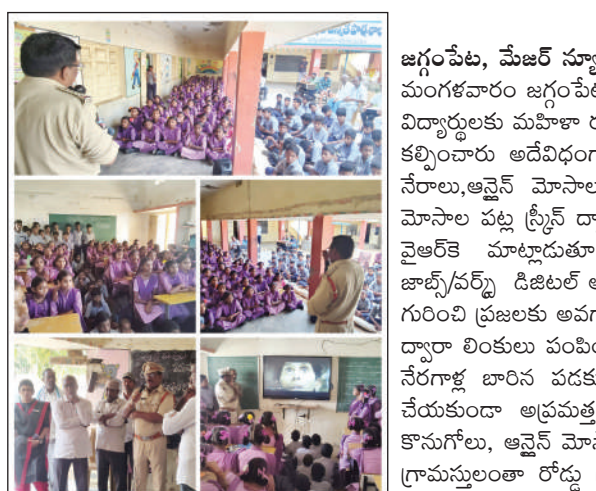 జగ్గంపేట, మేజర్ న్యూ
మంగళవారం జగ్గంపేట
విద్యార్థులకు మహిళా ర
కల్పించారు అదేవిధంగ
నేరాలు,ఆన్లైన్ మోసాల
మోసాల పట్ల స్క్రీన్ దా
వైఆర్‌కె మాట్లాడుతూ
జాబ్స్/వర్క్స్ డిజిటల్ అ
గురించి ప్రజలకు అవగ
ద్వారా లింకులు పంపిం
నేరగాళ్ల బారిన పడకు
చేయకుండా అప్రమత్త
కొనుగోలు, ఆన్లైన్ మోస
గ్రామస్తులంతా రోడ్డు